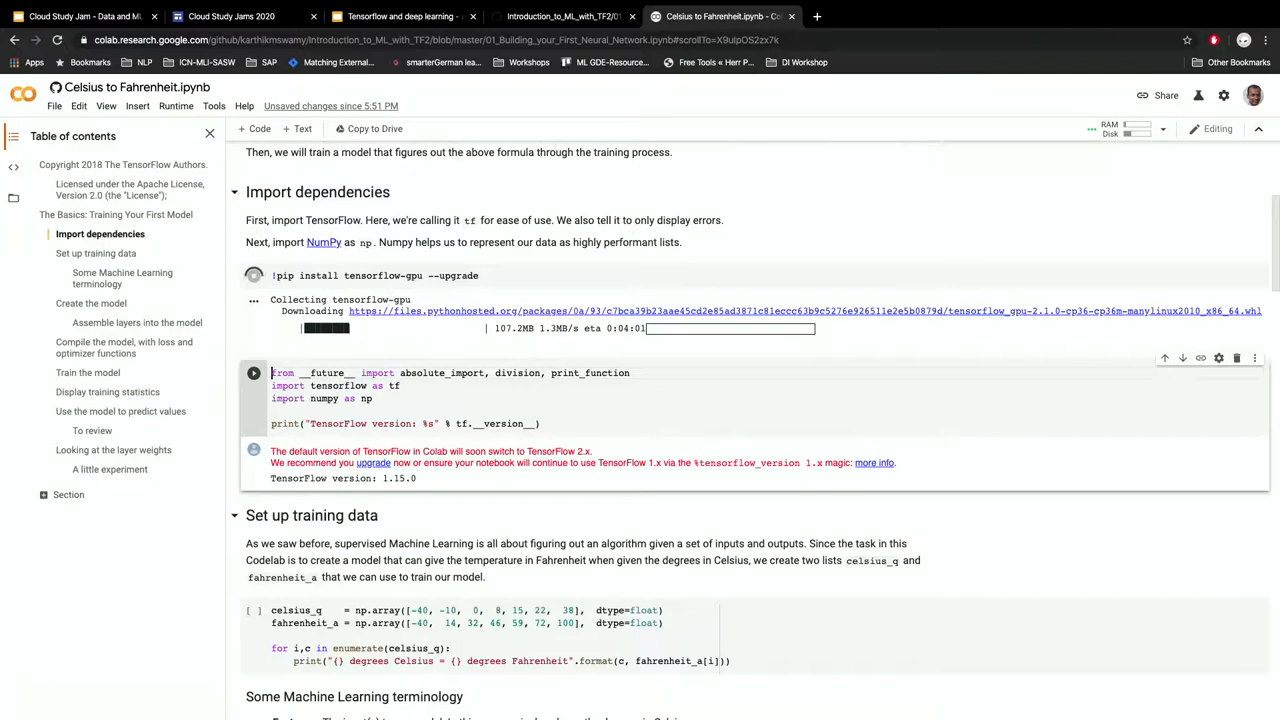 Cloud Study Jam - Data and ML
Cloud Study Jams 2020
Tensorflow and deep learning -
Introduction_to_ML_with_TF2/01_
Celsius to Fahrenheit.ipynb - Co
colab.research.google.com/github/karthikmswamy/Introduction_to_ML_with_TF2/blob/master/01_Building_your_First_Neural_Network.ipynb#scrollTo=X9uIpOS2zx7k
Apps
Bookmarks
NLP
ICN-MLI-SASW
SAP
Matching External...
smarterGerman lea...
Workshops
ML GDE-Resource...
Free Tools « Herr P...
DI Workshop
Other Bookmarks
Celsius to Fahrenheit.ipynb
Share
File Edit View Insert Runtime Tools Help Unsaved changes since 5:51 PM
Table of contents
+ Code + Text Copy to Drive
RAM
Disk
Editing
Copyright 2018 The TensorFlow Authors.
Licensed under the Apache License,
Version 2.0 (the "License");
The Basics: Training Your First Model
Import dependencies
Set up training data
Some Machine Learning
terminology
Create the model
Assemble layers into the model
Compile the model, with loss and
optimizer functions
Train the model
Display training statistics
Use the model to predict values
To review
Looking at the layer weights
A little experiment
Section
Then, we will train a model that figures out the above formula through the training process.
Import dependencies
First, import TensorFlow. Here, we're calling it tf for ease of use. We also tell it to only display errors.
Next, import NumPy as np. Numpy helps us to represent our data as highly performant lists.
!pip install tensorflow-gpu --upgrade
Collecting tensorflow-gpu
Downloading https://files.pythonhosted.org/packages/0a/93/c7bca39b23aae45cd2e85ad3871c81eccc63b9c5276e926511e2e5b0879d/tensorflow_gpu-2.1.0-cp36-cp36m-manylinux2010_x86_64.whl
| 107.2MB 1.3MB/s eta 0:04:01
from __future__ import absolute_import, division, print_function
import tensorflow as tf
import numpy as np
print("TensorFlow version: %s" % tf.__version__)
The default version of TensorFlow in Colab will soon switch to TensorFlow 2.x.
We recommend you upgrade now or ensure your notebook will continue to use TensorFlow 1.x via the %tensorflow_version 1.x magic: more info.
TensorFlow version: 1.15.0
Set up training data
As we saw before, supervised Machine Learning is all about figuring out an algorithm given a set of inputs and outputs. Since the task in this
Codelab is to create a model that can give the temperature in Fahrenheit when given the degrees in Celsius, we create two lists celsius_q and
fahrenheit_a that we can use to train our model.
[ ] celsius_q = np.array([-40, -10, 0, 8, 15, 22, 38], dtype=float)
fahrenheit_a = np.array([-40, 14, 32, 46, 59, 72, 100], dtype=float)
for i,c in enumerate(celsius_q):
print("{} degrees Celsius = {} degrees Fahrenheit".format(c, fahrenheit_a[i]))
Some Machine Learning terminology